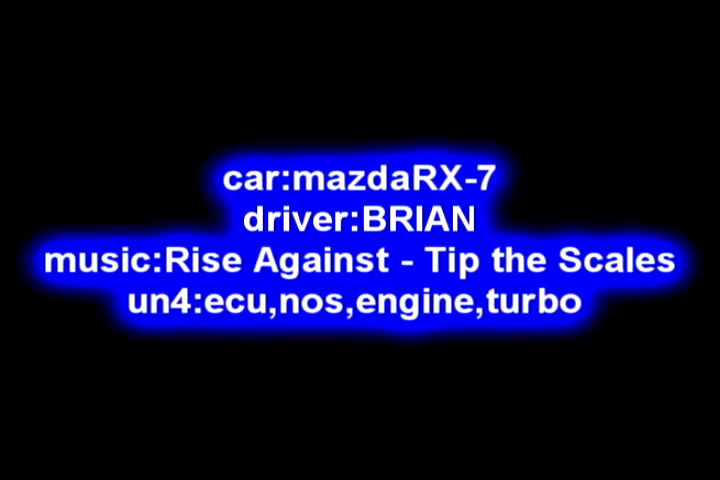 car:mazdaRX-7
driver:BRIAN
music:Rise Against - Tip the Scales
un4:ecu,nos,engine,turbo